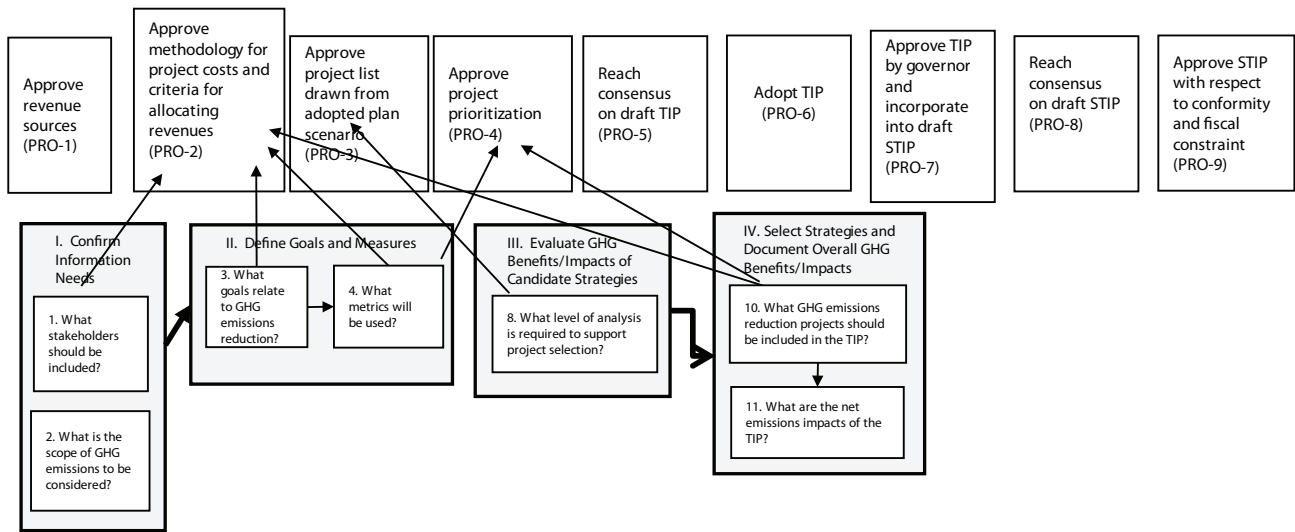 Approve
revenue
sources
(PRO-1)
Approve
methodology for
project costs and
criteria for
allocating
revenues
(PRO-2)
Approve
project list
drawn from
adopted plan
scenario
(PRO-3)
Approve
project
prioritization
(PRO-4)
Reach
consensus
on draft TIP
(PRO-5)
Adopt TIP
(PRO-6)
Approve TIP
by governor
and
incorporate
into draft
STIP
(PRO-7)
Reach
consensus
on draft STIP
(PRO-8)
Approve STIP
with respect
to conformity
and fiscal
constraint
(PRO-9)
I. Confirm
Information
Needs
1. What
stakeholders
should be
included?
2. What is the
scope of GHG
emissions to be
considered?
II. Define Goals and Measures
3. What
goals relate
to GHG
emissions
reduction?
4. What
metrics will
be used?
III. Evaluate GHG
Benefits/Impacts of
Candidate Strategies
8. What level of analysis
is required to support
project selection?
IV. Select Strategies and
Document Overall GHG
Benefits/Impacts
10. What GHG emissions
reduction projects should
be included in the TIP?
11. What are the net
emissions impacts of the
TIP?